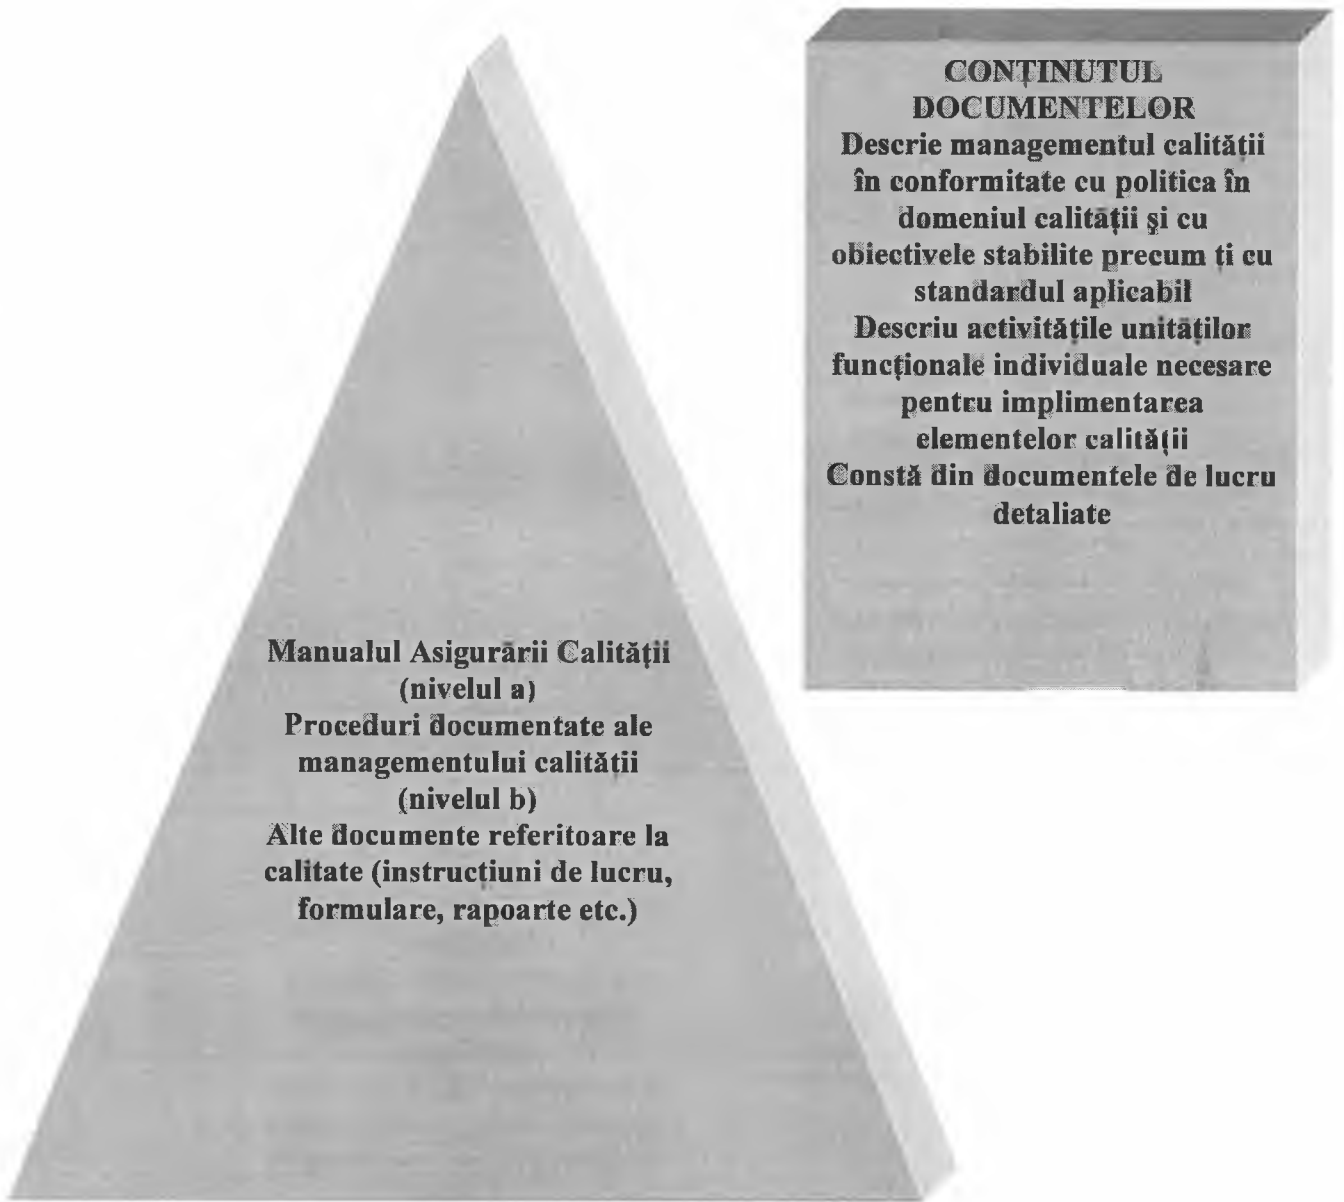 CONȚINUTUL
DOCUMENTELOR
Descrie managementul calității
în conformitate cu politica în
domeniul calității și cu
obiectivele stabilite precum ți cu
standardul aplicabil
Descriu activitățile unităților
funcționale individuale necesare
pentru implimentarea
elementelor calității
Constă din documentele de lucru
detaliate
Manualul Asigurării Calității
(nivelul a)
Proceduri documentate ale
managementului calității
(nivelul b)
Alte documente referitoare la
calitate (instrucțiuni de lucru,
formulare, rapoarte etc.)